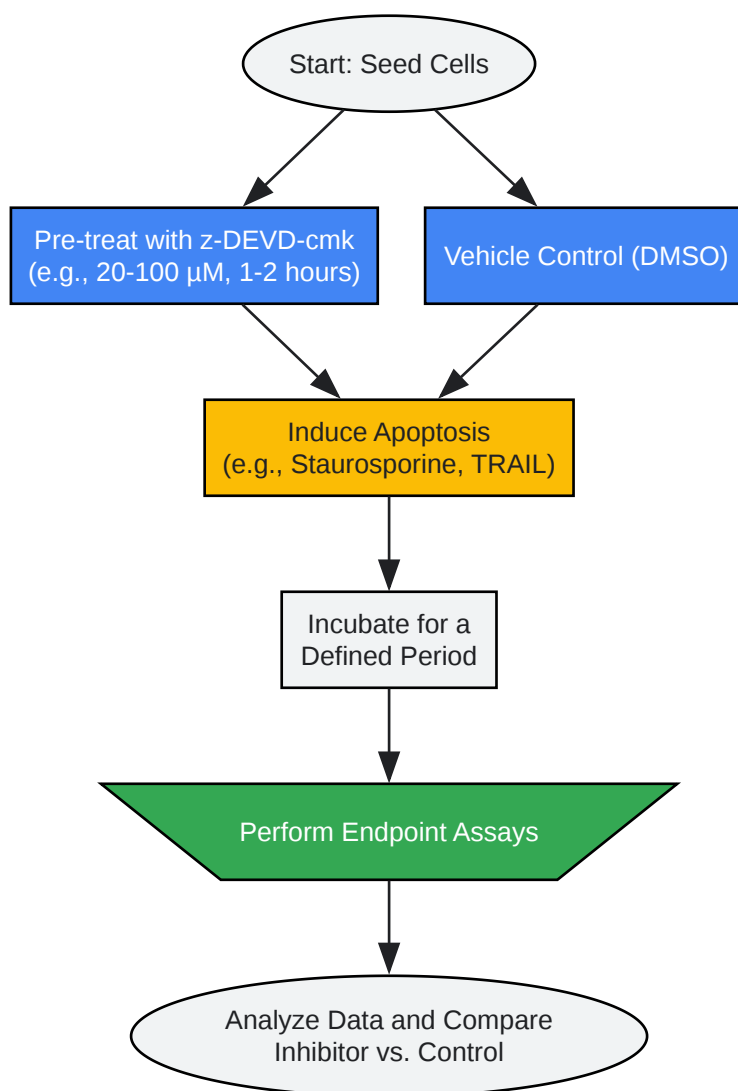 Start: Seed Cells
Pre-treat with z-DEVD-cmk
(e.g., 20-100 µM, 1-2 hours)
Vehicle Control (DMSO)
Induce Apoptosis
(e.g., Staurosporine, TRAIL)
Incubate for a
Defined Period
Perform Endpoint Assays
Analyze Data and Compare
Inhibitor vs. Control